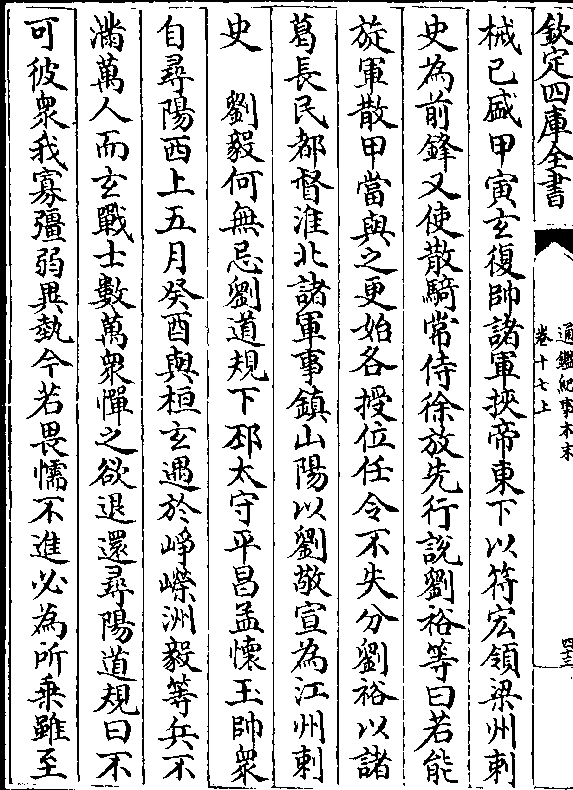 欽定四庫全書
通鑑紀事本末
卷十七上
四三
械已盛甲寅玄復帥諸軍挾帝東下以符宏領梁州刺
史為前鋒又使散騎常侍徐放先行說劉裕等曰若能
旋軍散甲當與之更始各授位任令不失分劉裕以諸
葛長民都督淮北諸軍事鎮山陽以劉敬宣為江州刺
史　劉毅何無忌劉道規下邳太守平昌孟懷玉帥衆
自尋陽西上五月癸酉與桓玄遇於崢嶸洲毅等兵不
滿萬人而玄戰士數萬衆憚之欲退還尋陽道規曰不
可彼衆我寡彊弱異埶今若畏懦不進必為所乘雖至